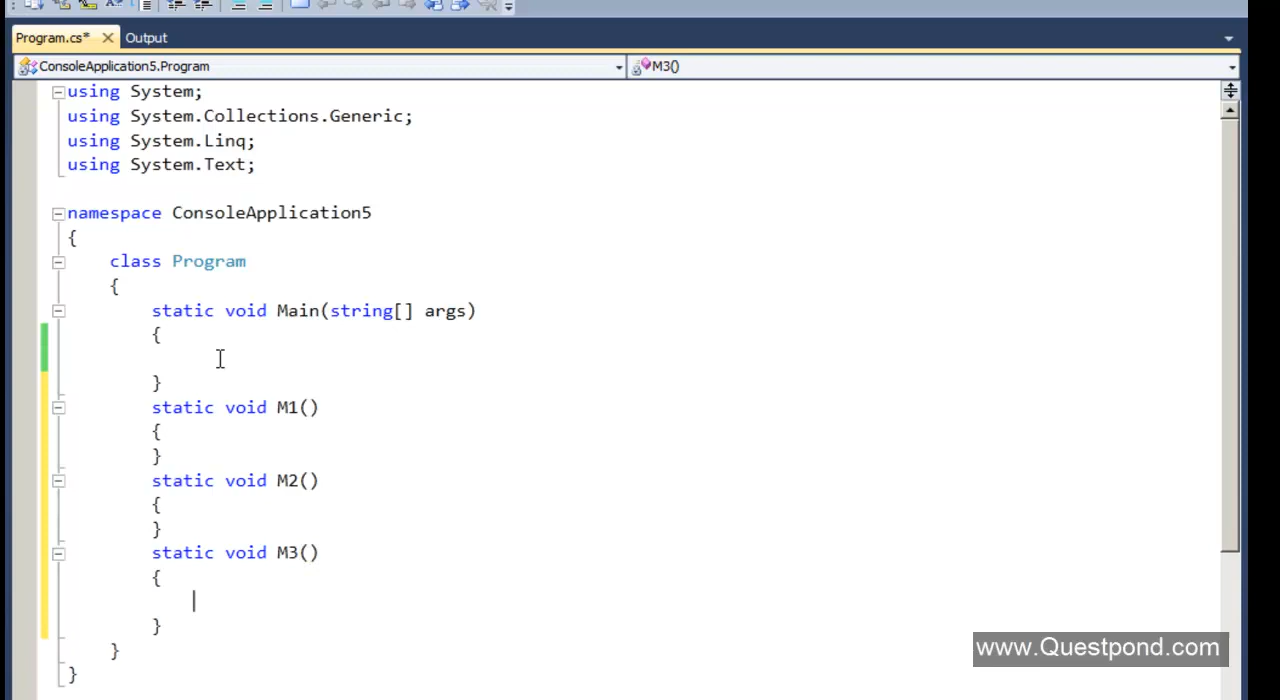 Program.cs* Output
ConsoleApplication5.Program M3()
using System;
using System.Collections.Generic;
using System.Linq;
using System.Text;
namespace ConsoleApplication5
{
class Program
{
static void Main(string[] args)
{
}
static void M1()
{
}
static void M2()
{
}
static void M3()
{
}
}
}
www.Questpond.com